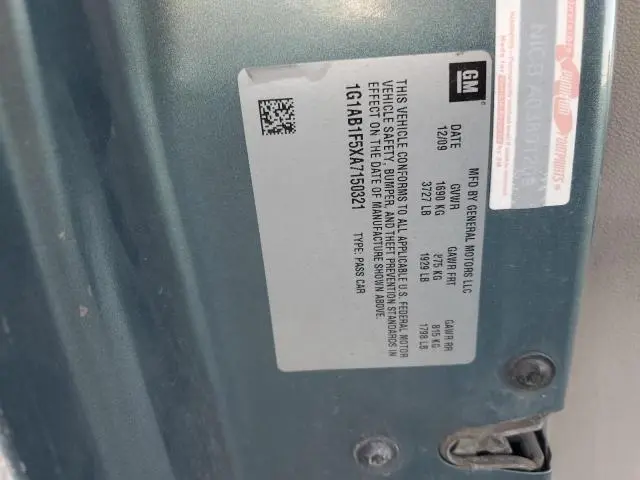 GM
MFD BY GENERAL MOTORS LLC
DATE GVWR GAWR FRT GAWR RR
12/09 1690 KG 875 KG 815 KG
3727 LB 1929 LB 1798 LB
THIS VEHICLE CONFORMS TO ALL APPLICABLE U.S. FEDERAL MOTOR
VEHICLE SAFETY, BUMPER, AND THEFT PREVENTION STANDARDS IN
EFFECT ON THE DATE OF MANUFACTURE SHOWN ABOVE.
1G1AB1F5XA7150321 TYPE: PASS CAR